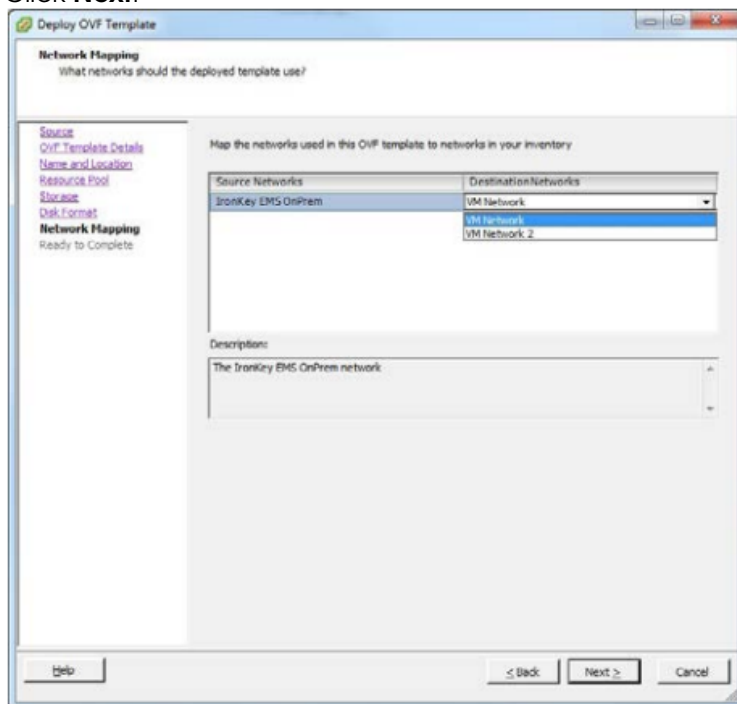 Click Next.
Deploy OVF Template
Network Mapping
What networks should the deployed template use?
Source
OVF Template Details
Name and Location
Resource Pool
Storage
Disk Format
Network Mapping
Ready to Complete
Map the networks used in this OVF template to networks in your inventory
Source Networks DestinationNetworks
IronKey EMS OnPrem VM Network
VM Network
VM Network 2
Description:
The IronKey EMS OnPrem network
Help < Back Next > Cancel